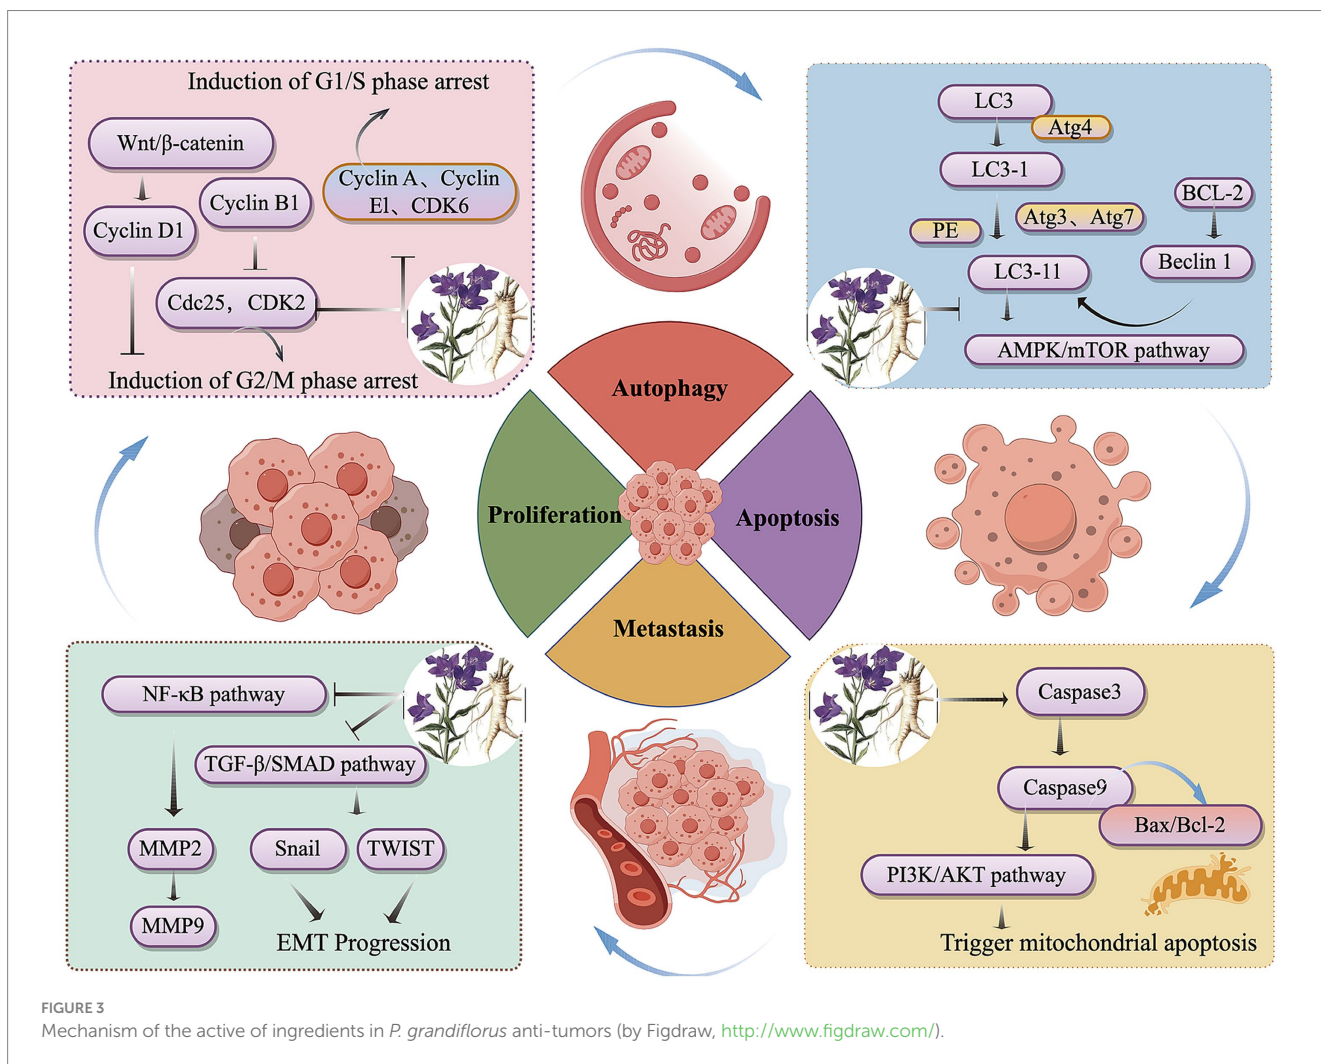 Induction of G1/S phase arrest
Wnt/β-catenin
Cyclin A、Cyclin
El、CDK6
Cyclin B1
Cyclin D1
Cdc25，CDK2
Induction of G2/M phase arrest
LC3
Atg4
LC3-1
BCL-2
Atg3、Atg7
PE
Beclin 1
LC3-11
AMPK/mTOR pathway
Autophagy
Proliferation
Apoptosis
Metastasis
NF-κB pathway
TGF-β/SMAD pathway
MMP2
Snail
TWIST
MMP9
EMT Progression
Caspase3
Caspase9
Bax/Bcl-2
PI3K/AKT pathway
Trigger mitochondrial apoptosis
FIGURE 3
Mechanism of the active of ingredients in P. grandiflorus anti-tumors (by Figdraw, http://www.figdraw.com/).